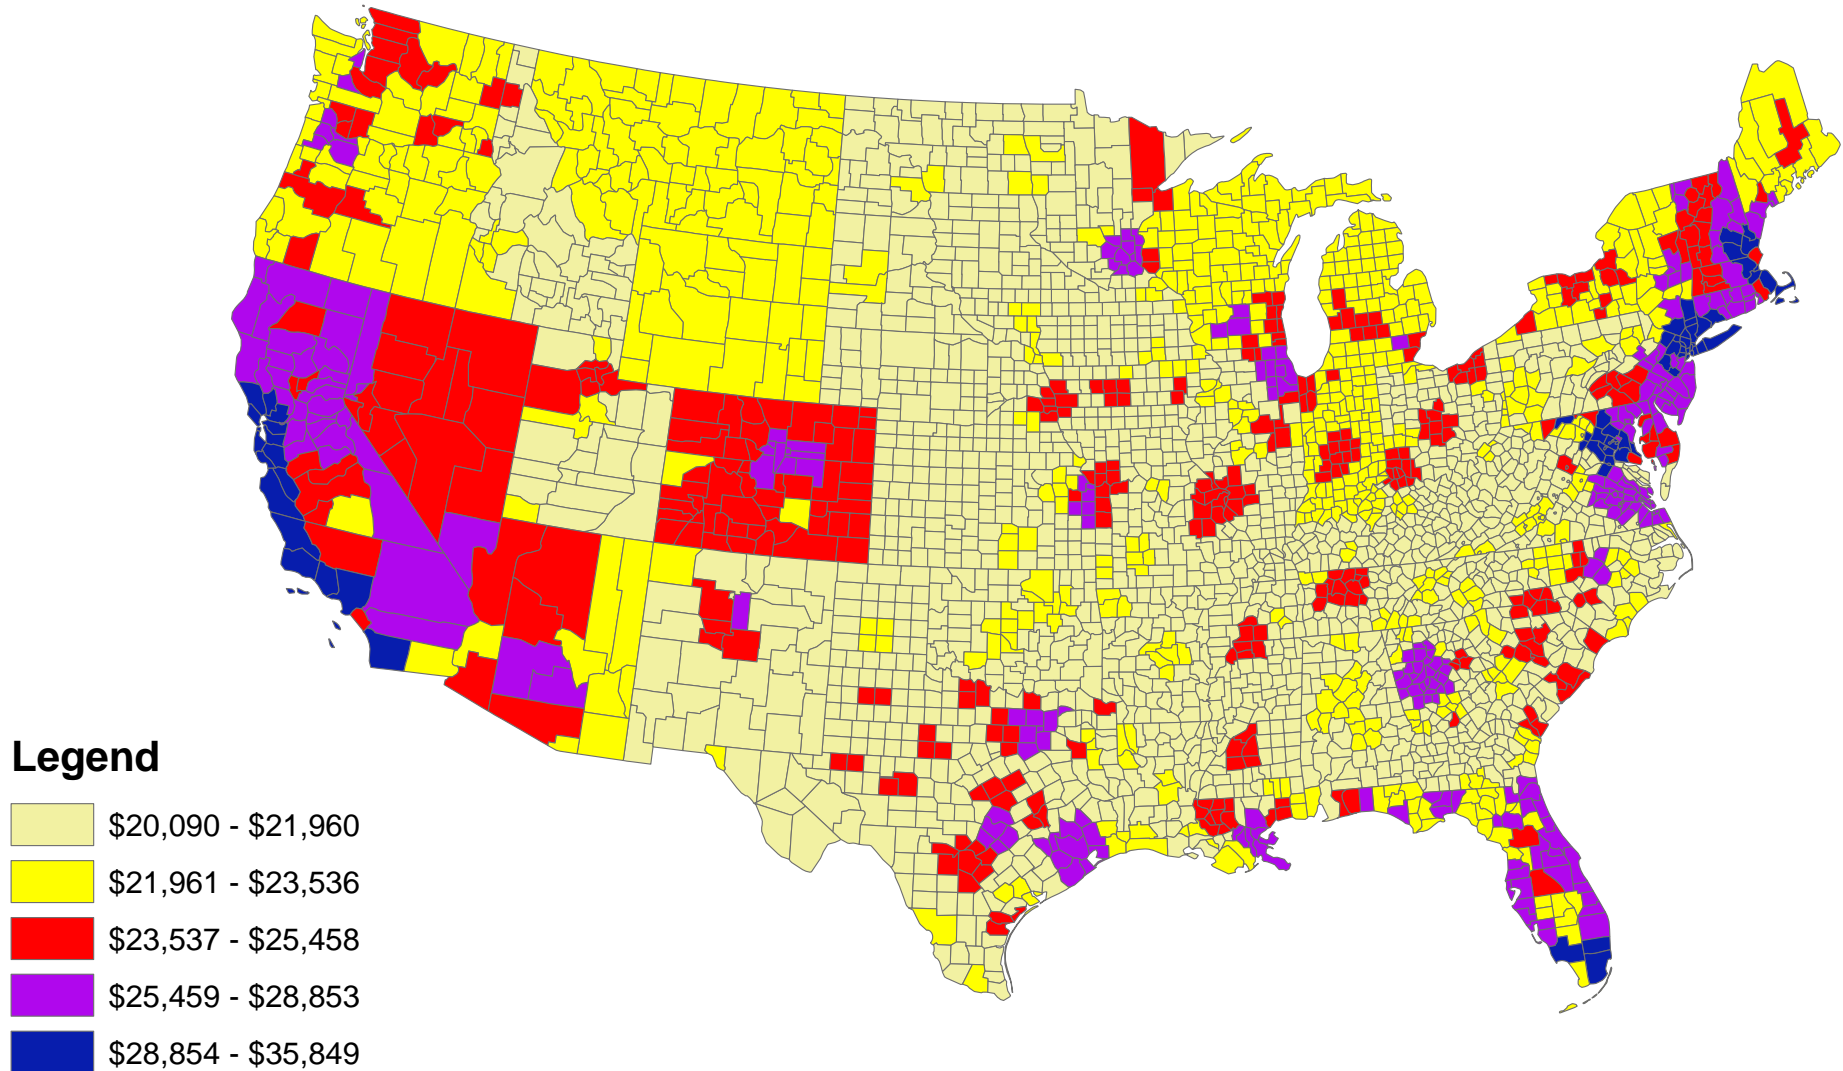 Legend
$20,090 - $21,960
$21,961 - $23,536
$23,537 - $25,458
$25,459 - $28,853
$28,854 - $35,849